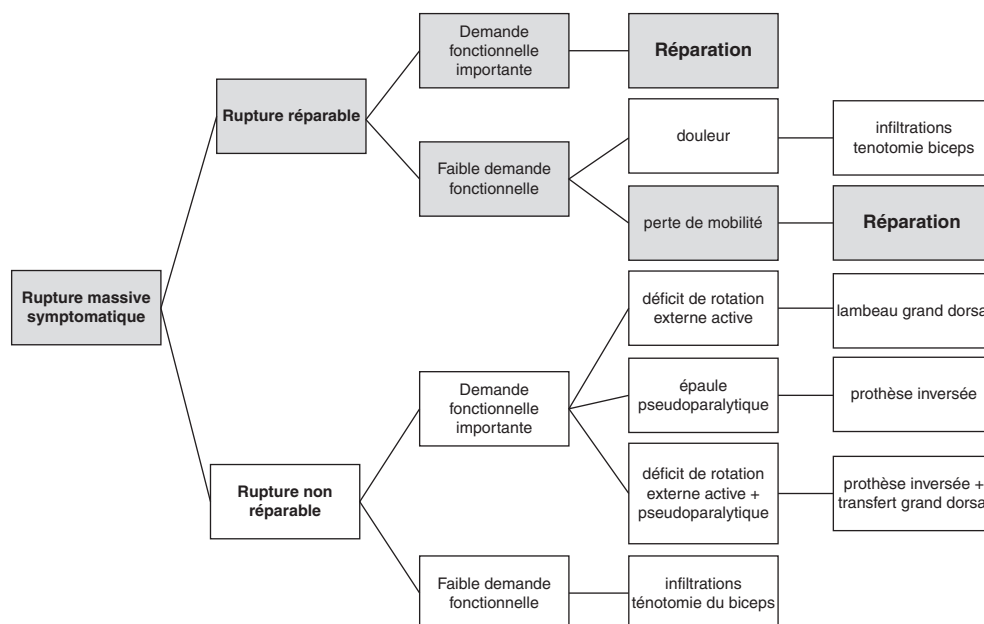 Demande
fonctionnelle
importante
Réparation
Rupture réparable
douleur
infiltrations
tenotomie biceps
Faible demande
fonctionnelle
perte de mobilité
Réparation
Rupture massive
symptomatique
déficit de rotation
externe active
lambeau grand dorsa
Demande
fonctionnelle
importante
épaule
pseudoparalytique
prothèse inversée
Rupture non
réparable
déficit de rotation
externe active +
pseudoparalytique
prothèse inversée +
transfert grand dorsa
Faible demande
fonctionnelle
infiltrations
ténotomie du biceps